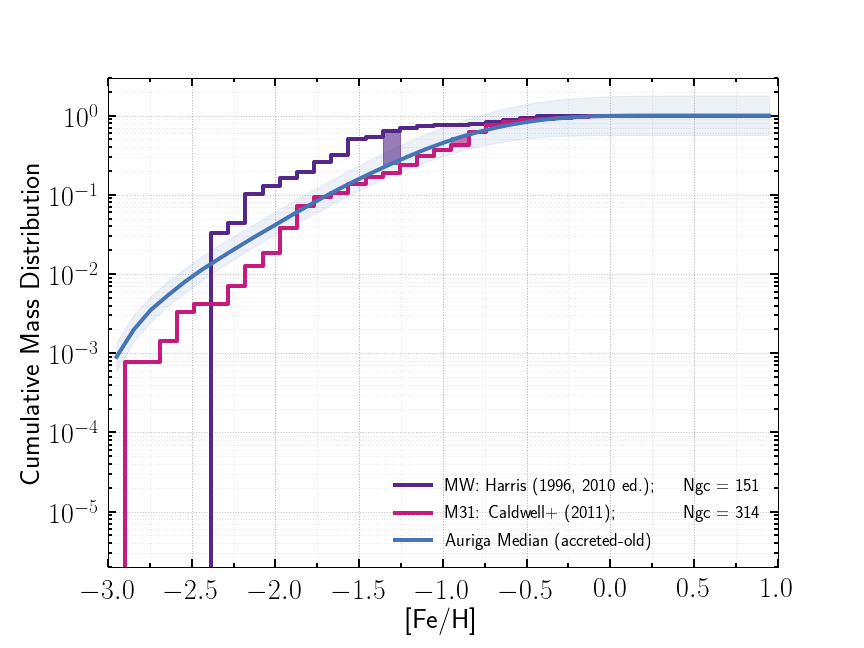 Cumulative Mass Distribution
10^0
10^−1
10^−2
10^−3
10^−4
10^−5
MW: Harris (1996, 2010 ed.); Ngc = 151
M31: Caldwell+ (2011); Ngc = 314
Auriga Median (accreted-old)
−3.0 −2.5 −2.0 −1.5 −1.0 −0.5 0.0 0.5 1.0
[Fe/H]